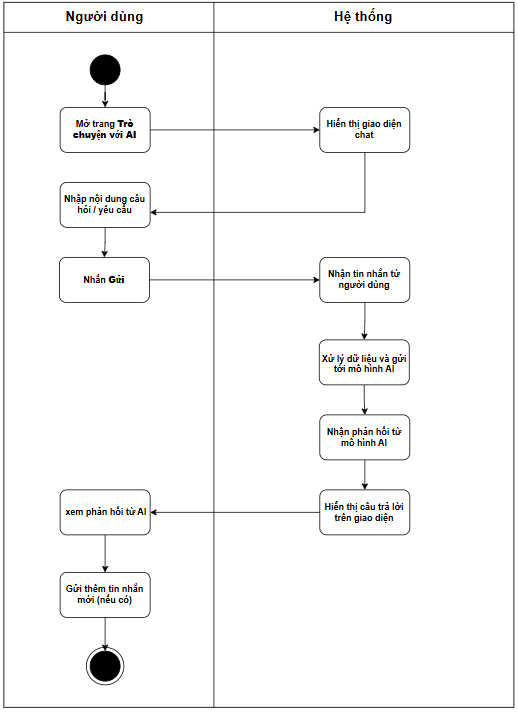 Người dùng
Hệ thống
Mở trang Trò
chuyện với AI
Hiển thị giao diện
chat
Nhập nội dung câu
hỏi / yêu cầu
Nhấn Gửi
Nhận tin nhắn từ
người dùng
Xử lý dữ liệu và gửi
tới mô hình AI
Nhận phản hồi từ
mô hình AI
xem phản hồi từ AI
Hiển thị câu trả lời
trên giao diện
Gửi thêm tin nhắn
mới (nếu có)